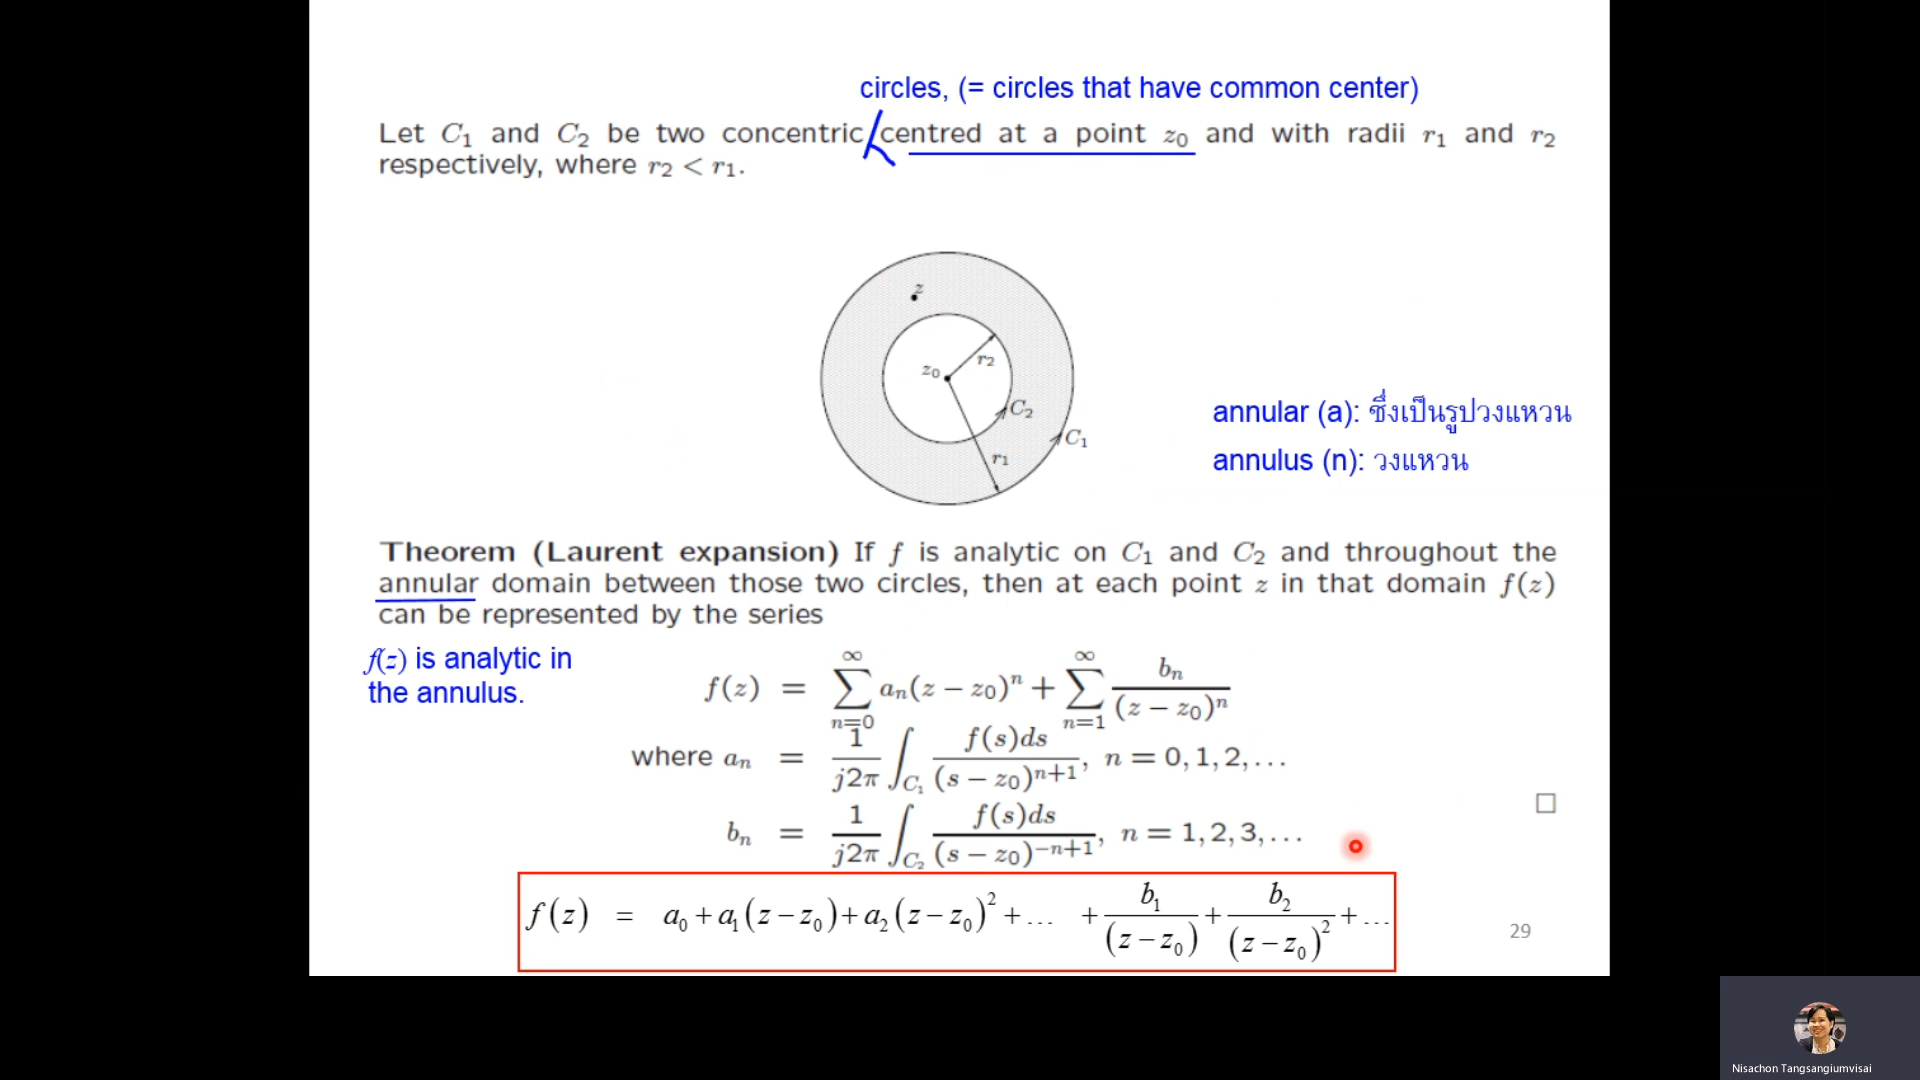 circles, (= circles that have common center)
Let C₁ and C₂ be two concentric centred at a point z₀ and with radii r₁ and r₂
respectively, where r₂ < r₁.
z
z₀
r₂
C₂
C₁
r₁
annular (a): ซึ่งเป็นรูปวงแหวน
annulus (n): วงแหวน
Theorem (Laurent expansion) If f is analytic on C₁ and C₂ and throughout the
annular domain between those two circles, then at each point z in that domain f(z)
can be represented by the series
f(z) is analytic in
the annulus.
f(z) = ∑_{n=0}^{∞} aₙ(z − z₀)ⁿ + ∑_{n=1}^{∞} bₙ/(z − z₀)ⁿ
where aₙ = 1/(j2π) ∫_{C₁} f(s)ds/(s − z₀)^{n+1}, n = 0, 1, 2, ...
bₙ = 1/(j2π) ∫_{C₂} f(s)ds/(s − z₀)^{−n+1}, n = 1, 2, 3, ...
□
f(z) = a₀ + a₁(z − z₀) + a₂(z − z₀)² + ... + b₁/(z − z₀) + b₂/(z − z₀)² + ...
29
Nisachon Tangsangiumvisai